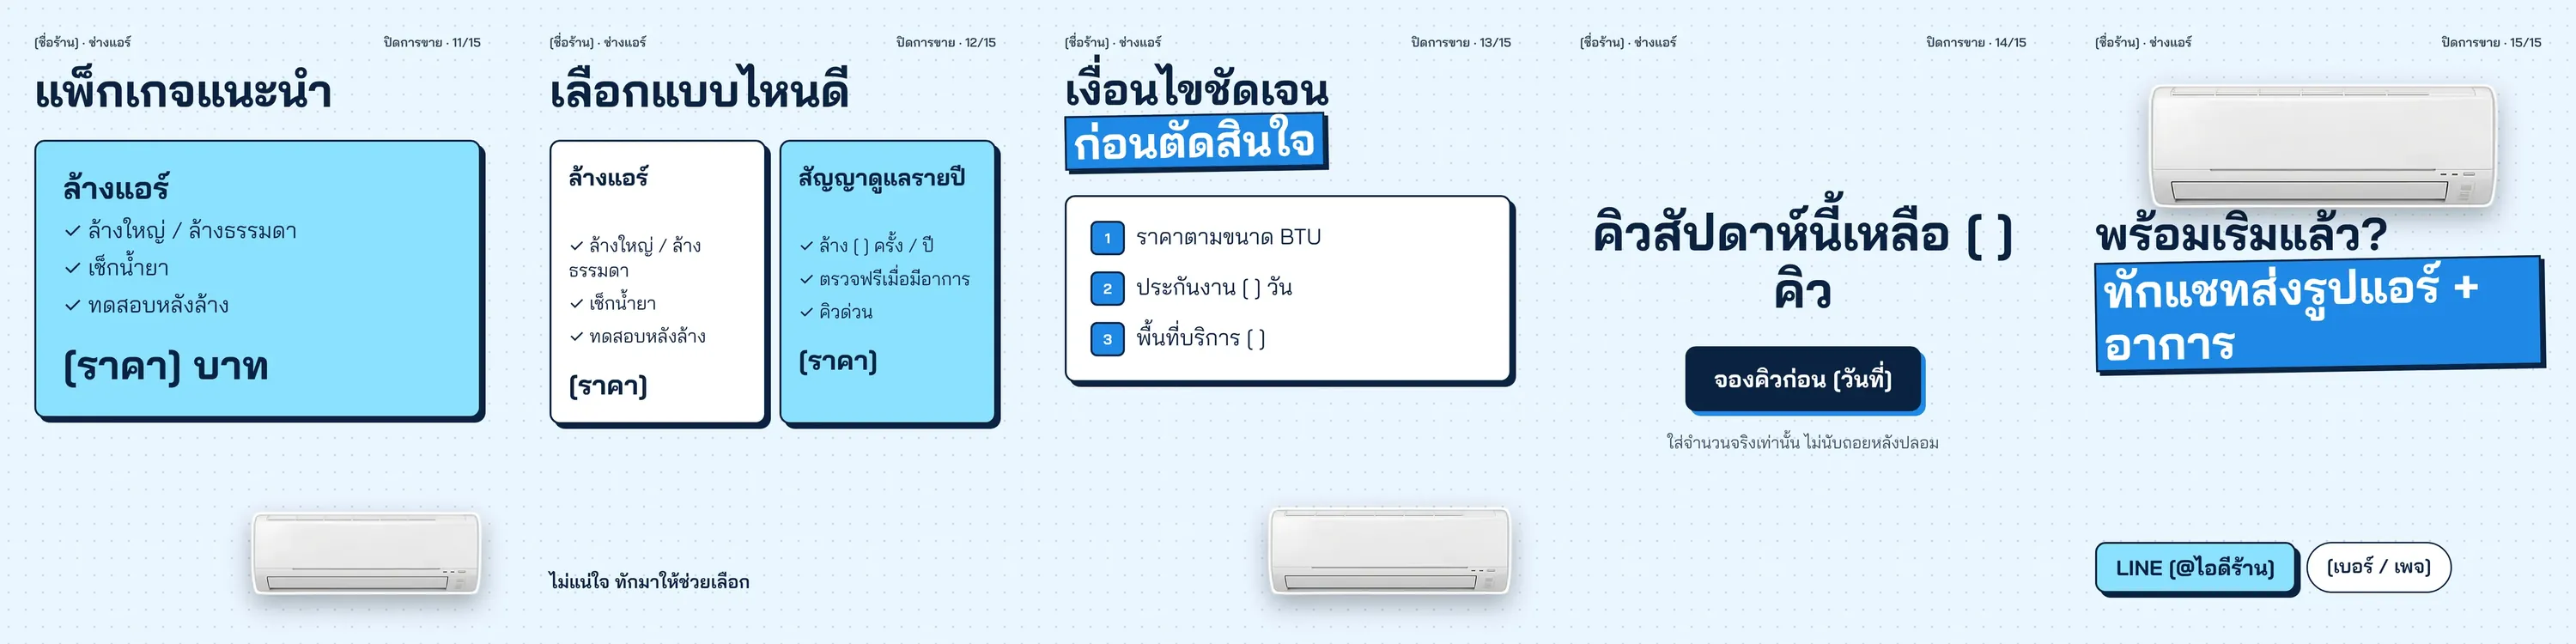 [ชื่อร้าน] · ช่างแอร์
ปิดการขาย · 11/15
แพ็กเกจแนะนำ
ล้างแอร์
✓ ล้างใหญ่ / ล้างธรรมดา
✓ เช็กน้ำยา
✓ ทดสอบหลังล้าง
[ราคา] บาท
[ชื่อร้าน] · ช่างแอร์
ปิดการขาย · 12/15
เลือกแบบไหนดี
ล้างแอร์
✓ ล้างใหญ่ / ล้าง
ธรรมดา
✓ เช็กน้ำยา
✓ ทดสอบหลังล้าง
[ราคา]
สัญญาดูแลรายปี
✓ ล้าง [ ] ครั้ง / ปี
✓ ตรวจฟรีเมื่อมีอาการ
✓ คิวด่วน
[ราคา]
ไม่แน่ใจ ทักมาให้ช่วยเลือก
[ชื่อร้าน] · ช่างแอร์
ปิดการขาย · 13/15
เงื่อนไขชัดเจน
ก่อนตัดสินใจ
1 ราคาตามขนาด BTU
2 ประกันงาน [ ] วัน
3 พื้นที่บริการ [ ]
[ชื่อร้าน] · ช่างแอร์
ปิดการขาย · 14/15
คิวสัปดาห์นี้เหลือ [ ]
คิว
จองคิวก่อน [วันที่]
ใส่จำนวนจริงเท่านั้น ไม่นับถอยหลังปลอม
[ชื่อร้าน] · ช่างแอร์
ปิดการขาย · 15/15
พร้อมเริ่มแล้ว?
ทักแชทส่งรูปแอร์ +
อาการ
LINE [@ไอดีร้าน]
[เบอร์ / เพจ]